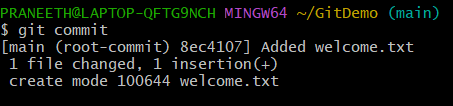 PRANEETH@LAPTOP-QFTG9NCH MINGW64 ~/GitDemo (main)
$ git commit
[main (root-commit) 8ec4107] Added welcome.txt
 1 file changed, 1 insertion(+)
 create mode 100644 welcome.txt